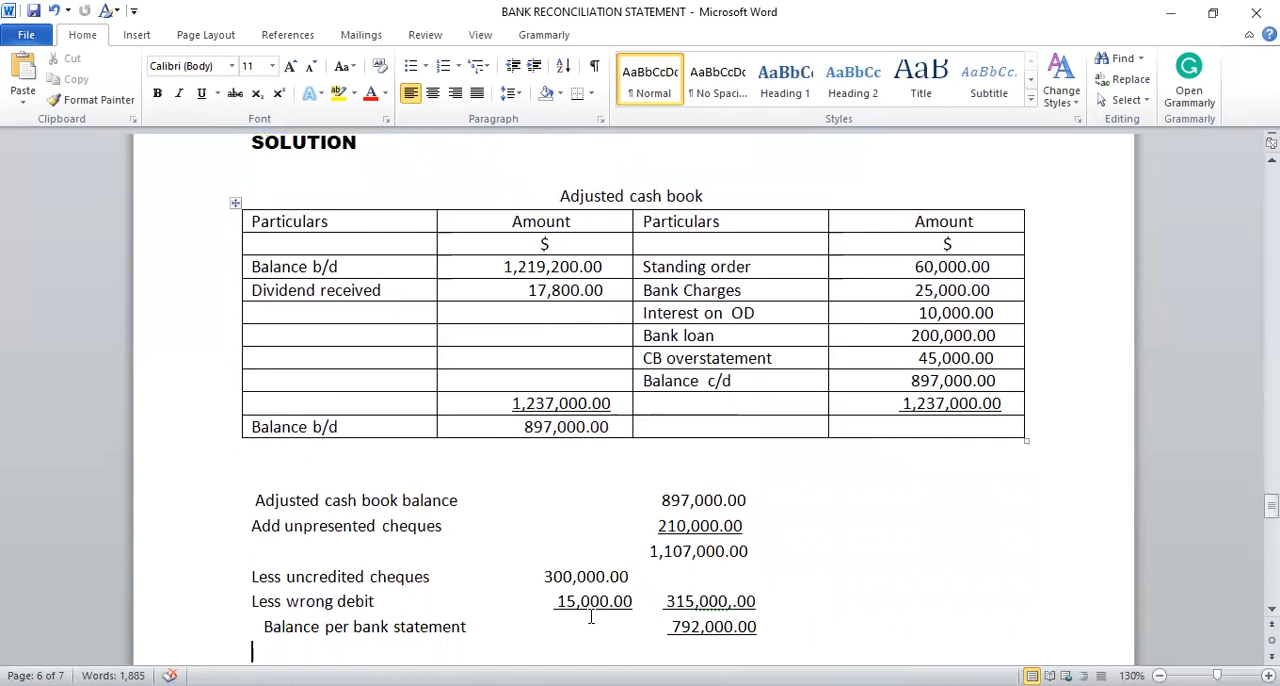 BANK RECONCILIATION STATEMENT - Microsoft Word
File Home Insert Page Layout References Mailings Review View Grammarly
Paste
Cut
Copy
Format Painter
Clipboard
Calibri (Body) 11
Font
Paragraph
AaBbCcDc AaBbCcDc AaBbC AaBbCc AaB AaBbCc.
¶ Normal ¶ No Spaci... Heading 1 Heading 2 Title Subtitle
Change Styles
Styles
Find
Replace
Select
Editing
Open Grammarly
Grammarly
SOLUTION
Adjusted cash book
Particulars Amount Particulars Amount
$ $
Balance b/d 1,219,200.00 Standing order 60,000.00
Dividend received 17,800.00 Bank Charges 25,000.00
Interest on OD 10,000.00
Bank loan 200,000.00
CB overstatement 45,000.00
Balance c/d 897,000.00
1,237,000.00 1,237,000.00
Balance b/d 897,000.00
Adjusted cash book balance 897,000.00
Add unpresented cheques 210,000.00
1,107,000.00
Less uncredited cheques 300,000.00
Less wrong debit 15,000.00 315,000,.00
Balance per bank statement 792,000.00
Page: 6 of 7 Words: 1,885 130%